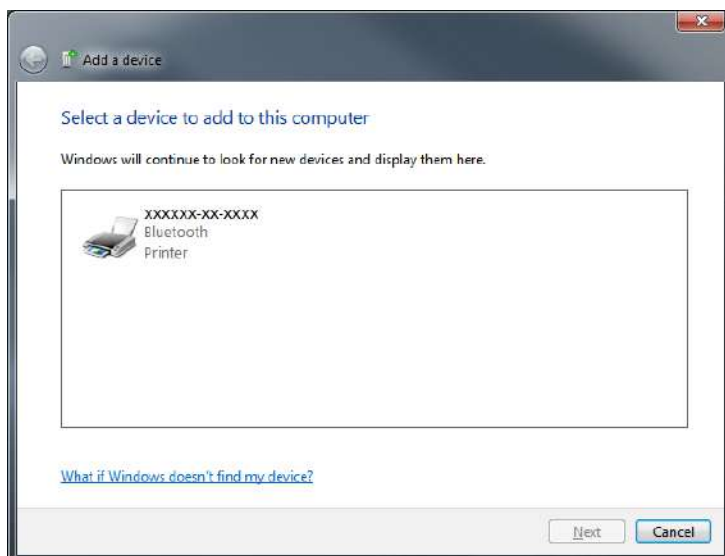 Add a device
Select a device to add to this computer
Windows will continue to look for new devices and display them here.
XXXXXX-XX-XXXX
Bluetooth
Printer
What if Windows doesn't find my device?
Next
Cancel